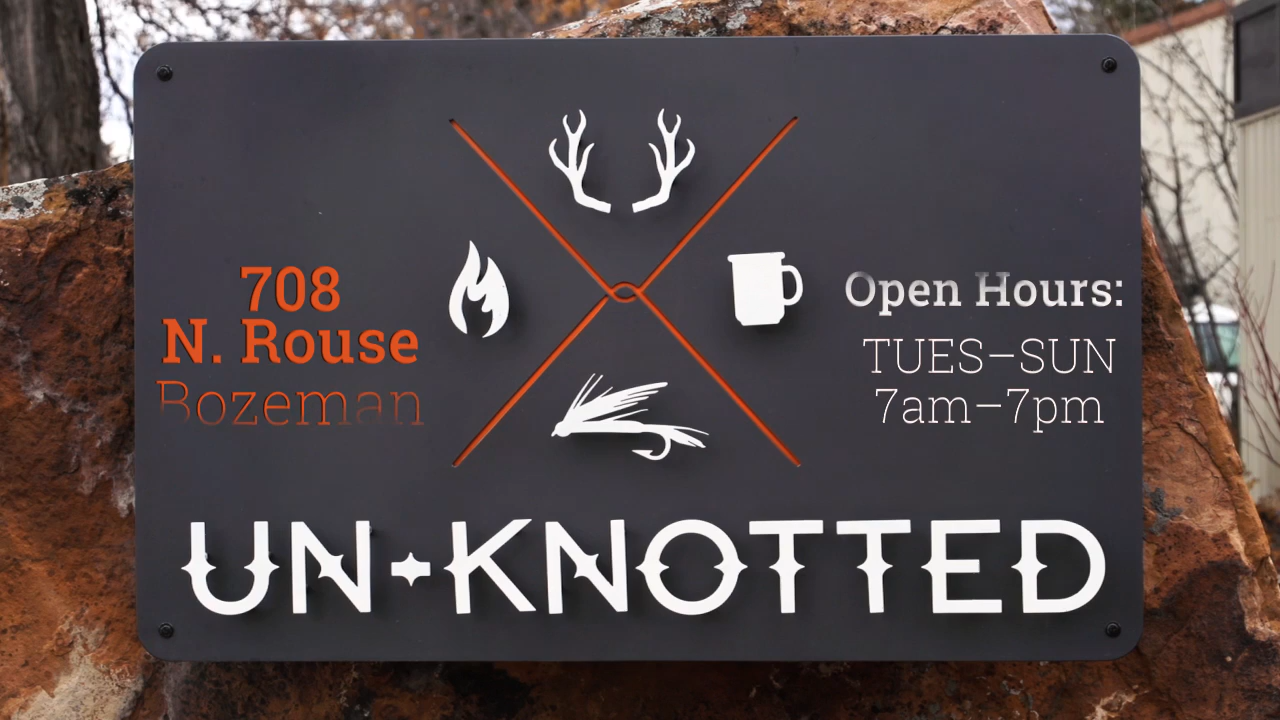 708
N. Rouse
Bozeman
Open Hours:
TUES–SUN
7am–7pm
UN✦KNOTTED